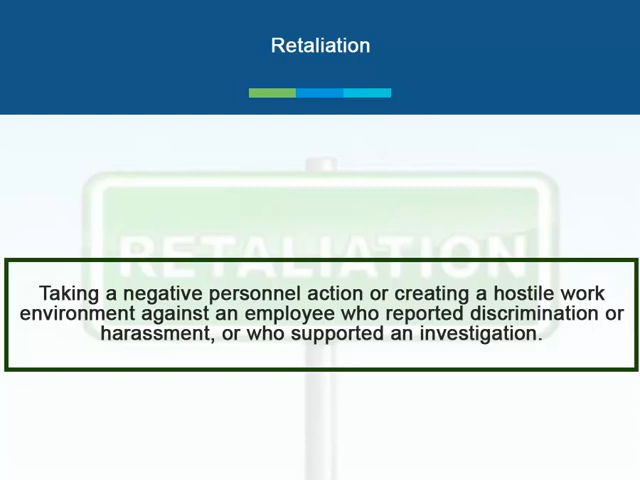 Retaliation
RETALIATION
Taking a negative personnel action or creating a hostile work
environment against an employee who reported discrimination or
harassment, or who supported an investigation.